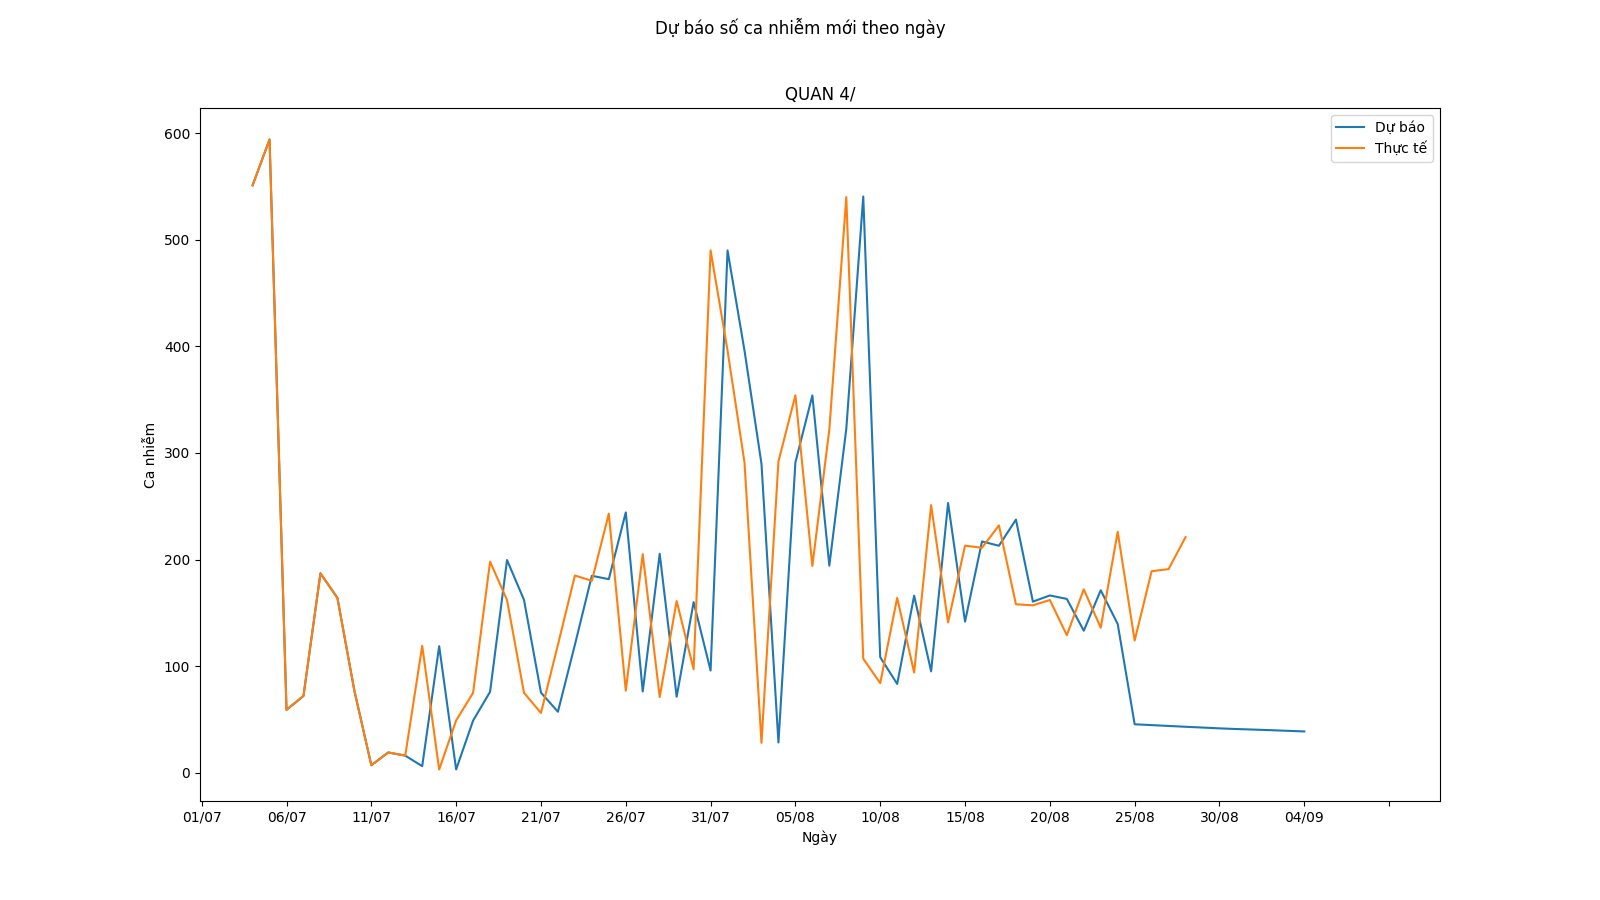 Dự báo số ca nhiễm mới theo ngày
QUAN 4/
Dự báo
Thực tế
Ca nhiễm
600
500
400
300
200
100
0
01/07 06/07 11/07 16/07 21/07 26/07 31/07 05/08 10/08 15/08 20/08 25/08 30/08 04/09
Ngày